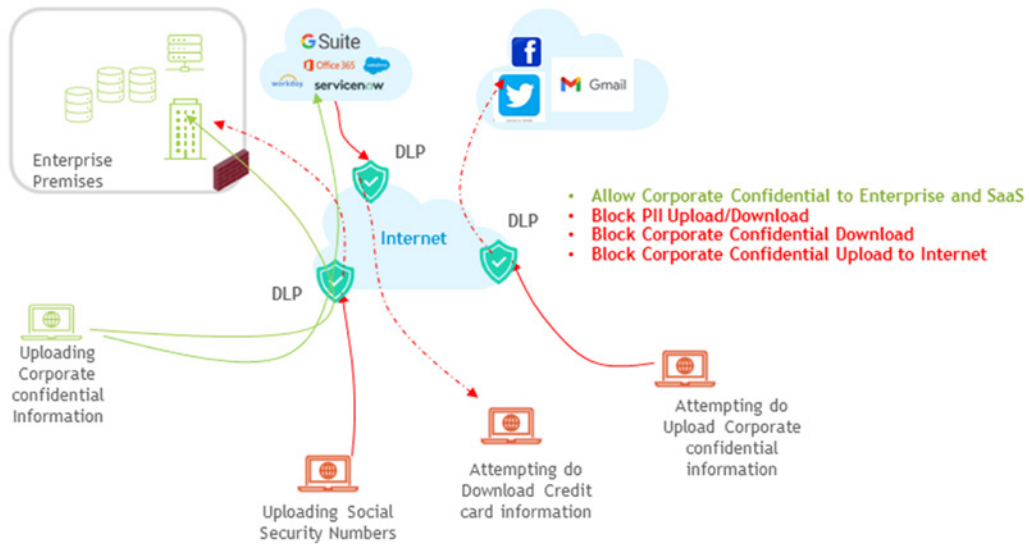 G Suite
Office 365
salesforce
workday
servicenow
f
M Gmail
Enterprise
Premises
DLP
Internet
DLP
DLP
• Allow Corporate Confidential to Enterprise and SaaS
• Block PII Upload/Download
• Block Corporate Confidential Download
• Block Corporate Confidential Upload to Internet
Uploading
Corporate
confidential
Information
Uploading Social
Security Numbers
Attempting do
Download Credit
card information
Attempting do
Upload Corporate
confidential
information